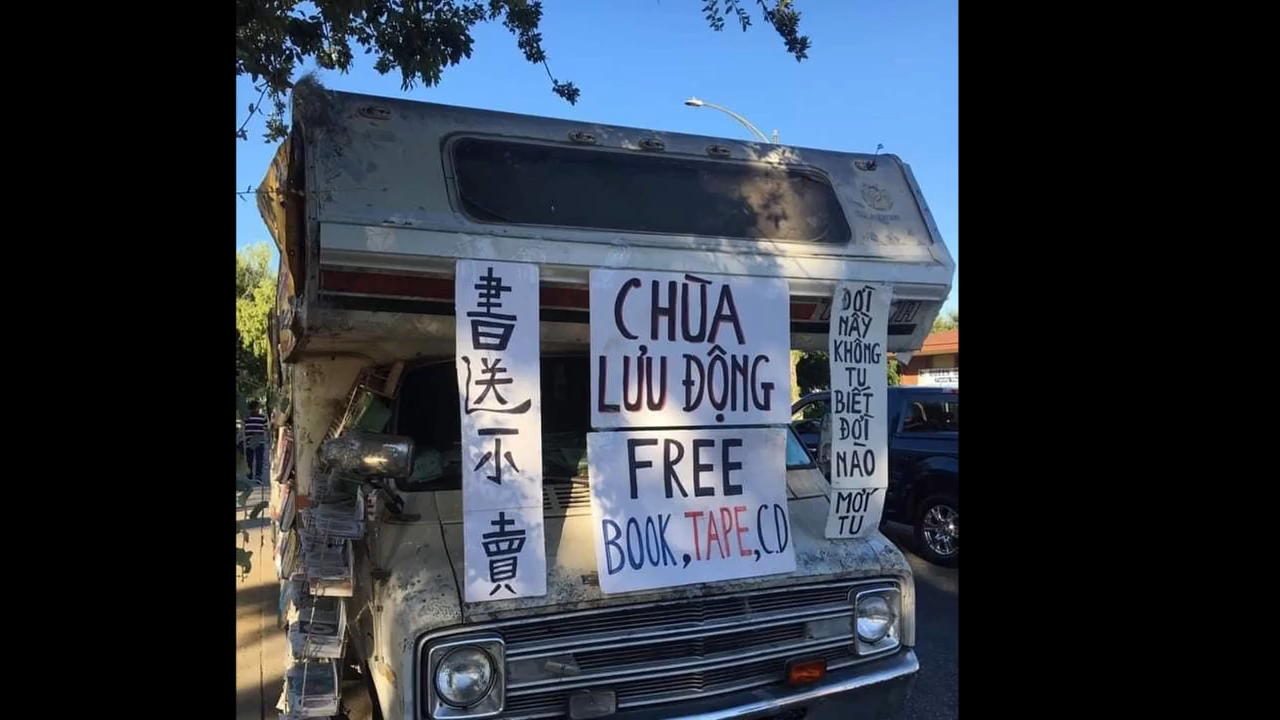 書送不賣
CHÙA
LƯU ĐỘNG
FREE
BOOK, TAPE, CD
ĐỜI
NẦY
KHÔNG
TU
BIẾT
ĐỜI
NÀO
MỚI
TU